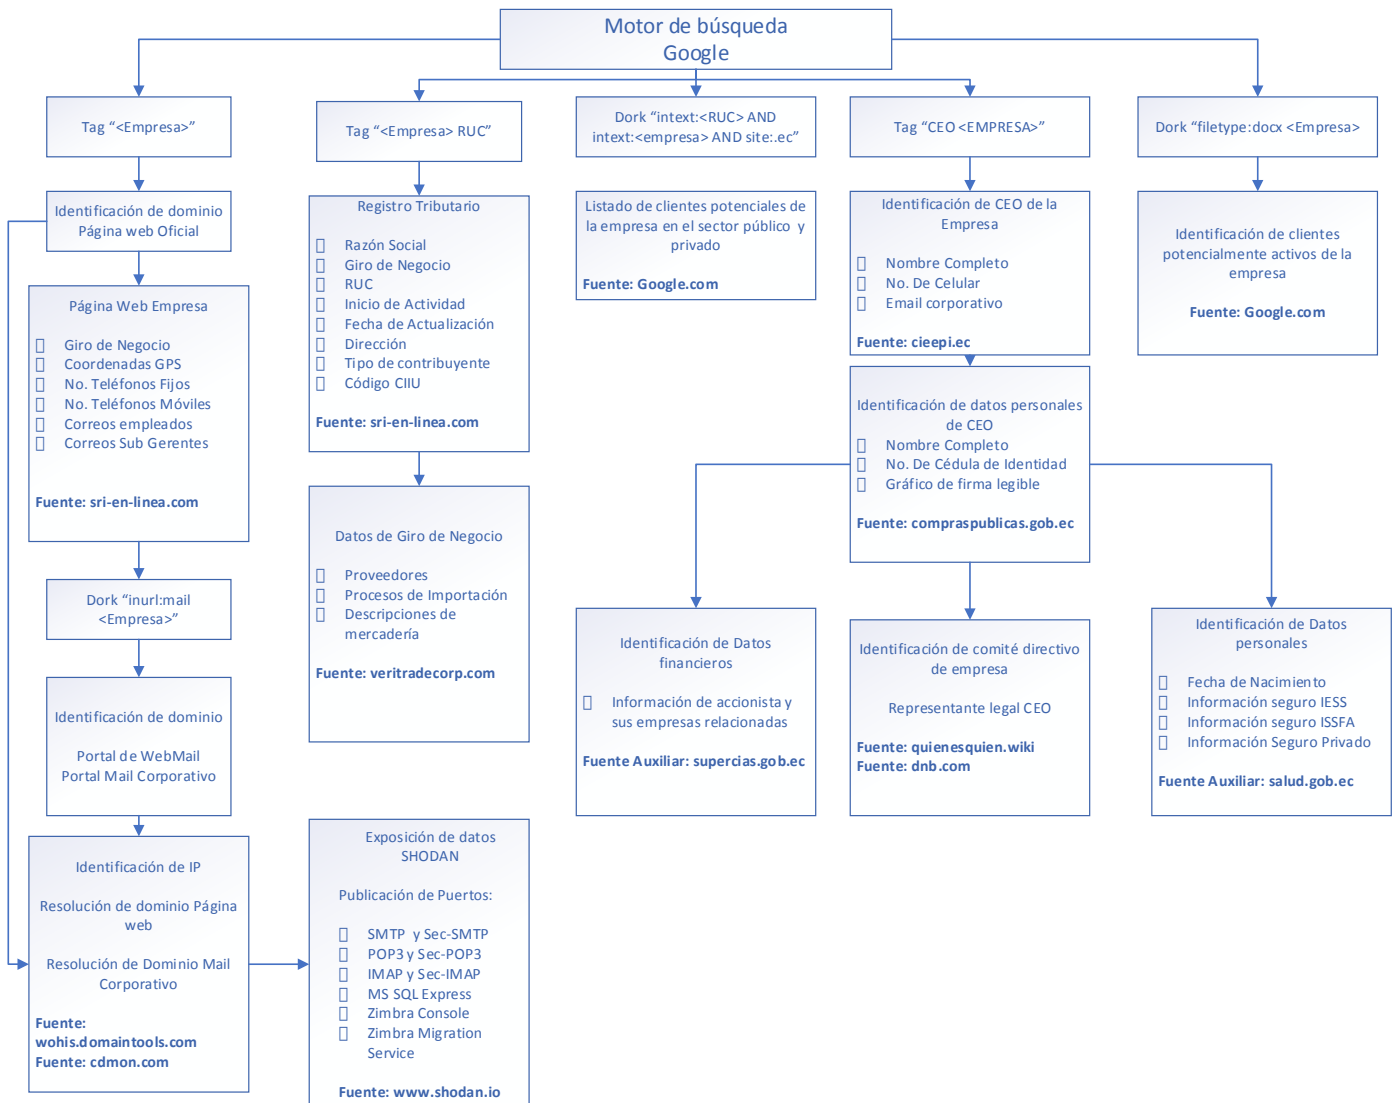 Motor de búsqueda
Google
Tag “<Empresa>”
Identificación de dominio
Página web Oficial
Página Web Empresa
Giro de Negocio
Coordenadas GPS
No. Teléfonos Fijos
No. Teléfonos Móviles
Correos empleados
Correos Sub Gerentes
Fuente: sri-en-linea.com
Dork “inurl:mail
<Empresa>”
Identificación de dominio
Portal de WebMail
Portal Mail Corporativo
Identificación de IP
Resolución de dominio Página
web
Resolución de Dominio Mail
Corporativo
Fuente:
wohis.domaintools.com
Fuente: cdmon.com
Tag “<Empresa> RUC”
Registro Tributario
Razón Social
Giro de Negocio
RUC
Inicio de Actividad
Fecha de Actualización
Dirección
Tipo de contribuyente
Código CIIU
Fuente: sri-en-linea.com
Datos de Giro de Negocio
Proveedores
Procesos de Importación
Descripciones de
mercadería
Fuente: veritradecorp.com
Exposición de datos
SHODAN
Publicación de Puertos:
SMTP y Sec-SMTP
POP3 y Sec-POP3
IMAP y Sec-IMAP
MS SQL Express
Zimbra Console
Zimbra Migration
Service
Fuente: www.shodan.io
Dork “intext:<RUC> AND
intext:<empresa> AND site:.ec”
Listado de clientes potenciales de
la empresa en el sector público y
privado
Fuente: Google.com
Tag “CEO <EMPRESA>”
Identificación de CEO de la
Empresa
Nombre Completo
No. De Celular
Email corporativo
Fuente: cieepi.ec
Identificación de datos personales
de CEO
Nombre Completo
No. De Cédula de Identidad
Gráfico de firma legible
Fuente: compraspublicas.gob.ec
Identificación de Datos
financieros
Información de accionista y
sus empresas relacionadas
Fuente Auxiliar: supercias.gob.ec
Identificación de comité directivo
de empresa
Representante legal CEO
Fuente: quienesquien.wiki
Fuente: dnb.com
Identificación de Datos
personales
Fecha de Nacimiento
Información seguro IESS
Información seguro ISSFA
Información Seguro Privado
Fuente Auxiliar: salud.gob.ec
Dork “filetype:docx <Empresa>
Identificación de clientes
potencialmente activos de la
empresa
Fuente: Google.com